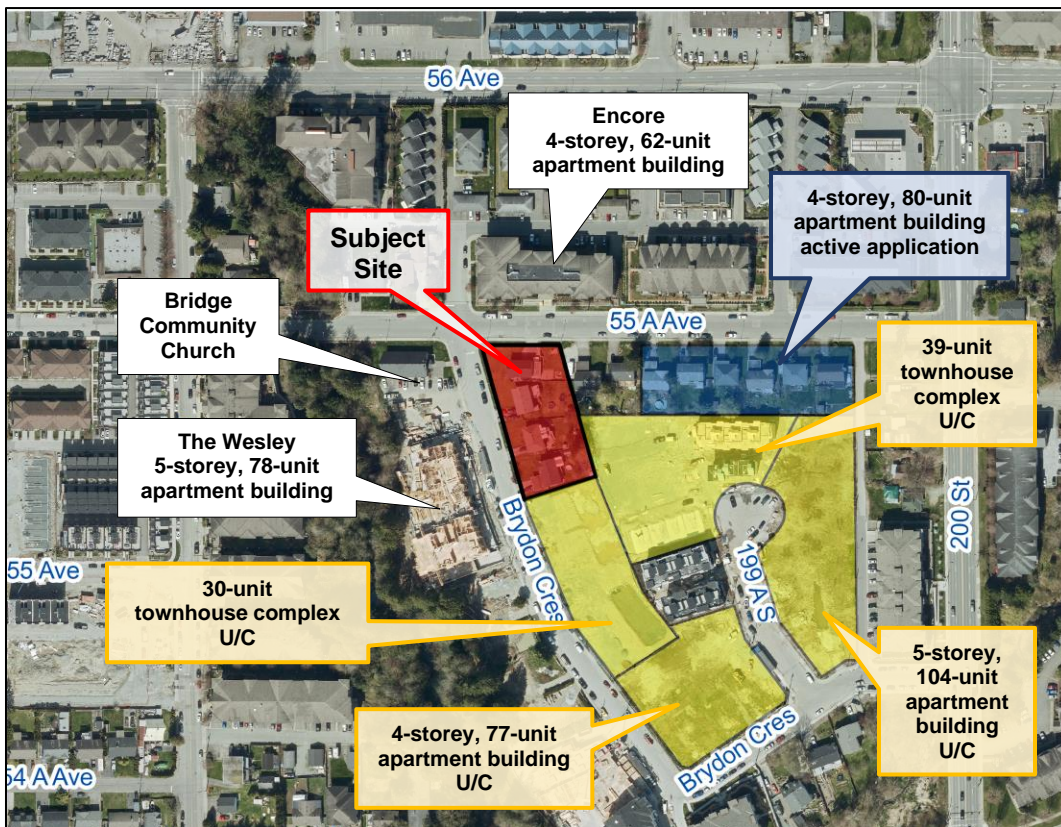 56 Ave
Encore
4-storey, 62-unit
apartment building
4-storey, 80-unit
apartment building
active application
Subject
Site
Bridge
Community
Church
55 A Ave
39-unit
townhouse
complex
U/C
The Wesley
5-storey, 78-unit
apartment building
Brydon Cres
199 A S
200 St
55 Ave
30-unit
townhouse complex
U/C
5-storey,
104-unit
apartment
building
U/C
4-storey, 77-unit
apartment building
U/C
Brydon Cres
54 A Ave